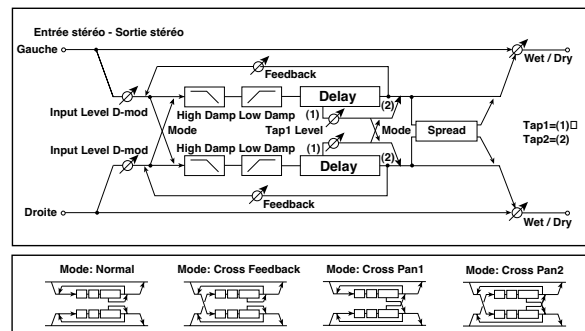 Entrée stéréo - Sortie stéréo
Gauche
Wet / Dry
Feedback
Input Level D-mod
High Damp Low Damp
Delay
(1)
(2)
Mode
Tap1 Level
Mode
Spread
Tap1=(1)□
Tap2=(2)
Input Level D-mod
High Damp Low Damp
(1)
Delay
(2)
Feedback
Droite
Wet / Dry
Mode: Normal
Mode: Cross Feedback
Mode: Cross Pan1
Mode: Cross Pan2